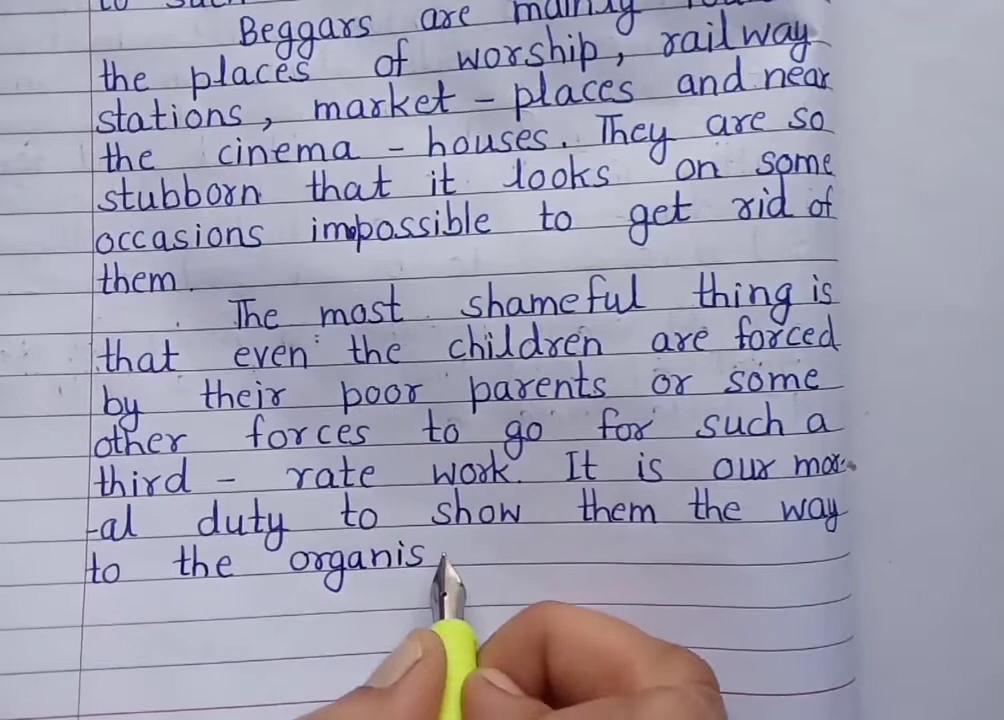 to such
Beggars are mainly
the places of worship, railway
stations, market - places and near
the cinema - houses. They are so
stubborn that it looks on some
occasions impossible to get rid of
them.
The most shameful thing is
that even the children are forced
by their poor parents or some
other forces to go for such a
third - rate work. It is our mor-
-al duty to show them the way
to the organis